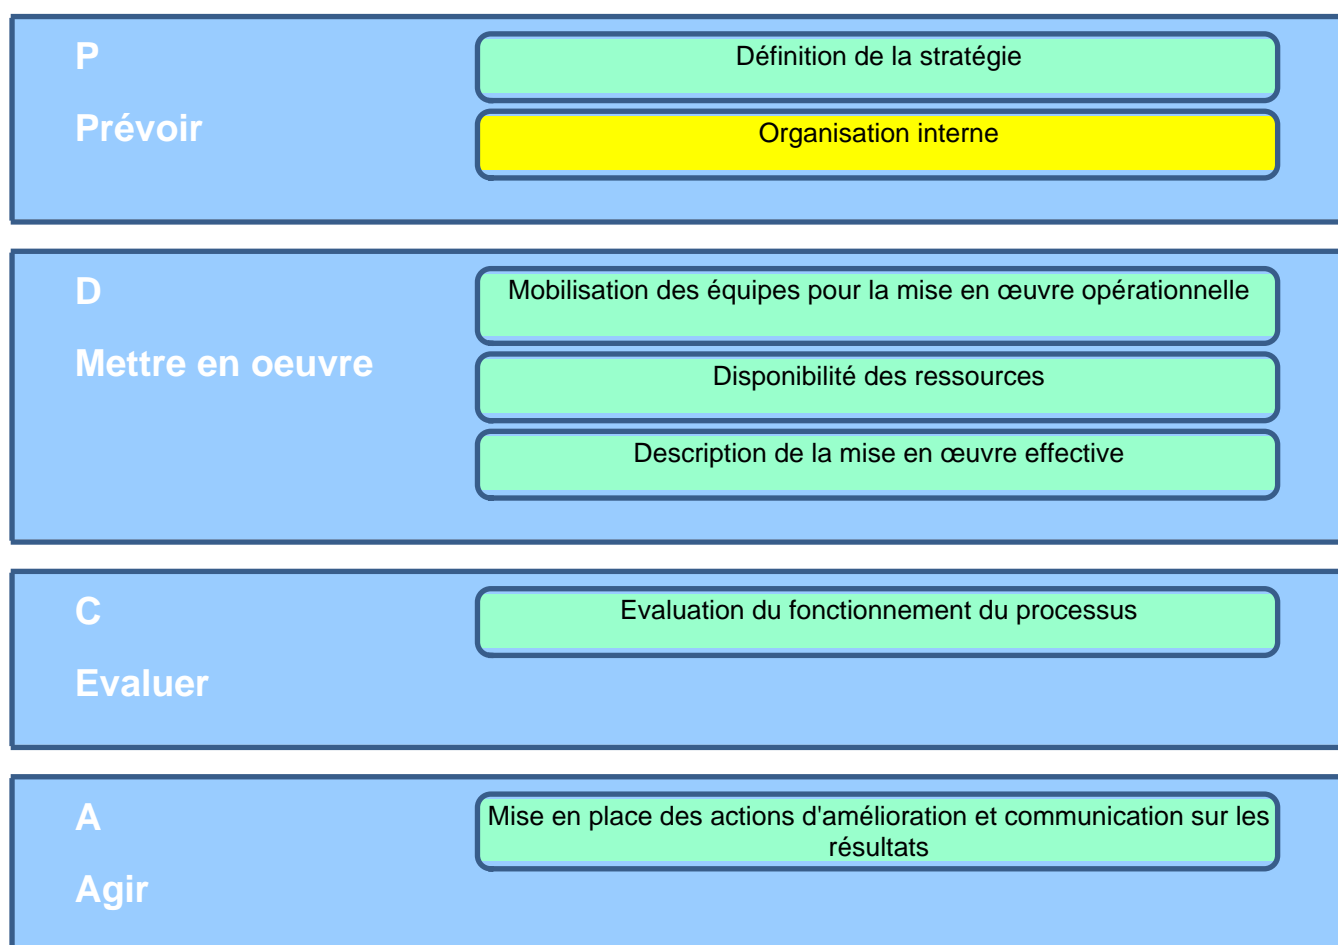 P
Prévoir
Définition de la stratégie
Organisation interne
D
Mettre en oeuvre
Mobilisation des équipes pour la mise en œuvre opérationnelle
Disponibilité des ressources
Description de la mise en œuvre effective
C
Evaluer
Evaluation du fonctionnement du processus
A
Agir
Mise en place des actions d'amélioration et communication sur les
résultats